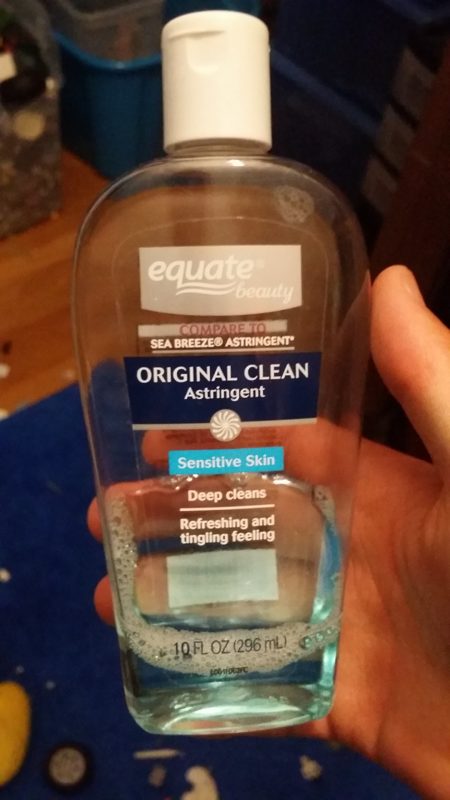 equate®
beauty
COMPARE TO
SEA BREEZE® ASTRINGENT*
ORIGINAL CLEAN
Astringent
Sensitive Skin
Deep cleans
Refreshing and
tingling feeling
10 FL OZ (296 mL)